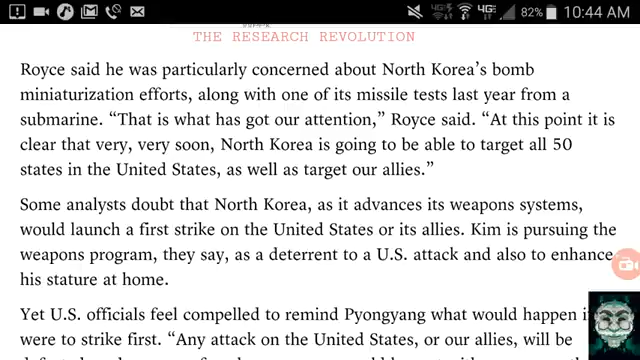 4G 4G 82% 10:44 AM
THE RESEARCH REVOLUTION
Royce said he was particularly concerned about North Korea’s bomb
miniaturization efforts, along with one of its missile tests last year from a
submarine. “That is what has got our attention,” Royce said. “At this point it is
clear that very, very soon, North Korea is going to be able to target all 50
states in the United States, as well as target our allies.”
Some analysts doubt that North Korea, as it advances its weapons systems,
would launch a first strike on the United States or its allies. Kim is pursuing the
weapons program, they say, as a deterrent to a U.S. attack and also to enhance
his stature at home.
Yet U.S. officials feel compelled to remind Pyongyang what would happen
were to strike first. “Any attack on the United States, or our allies, will be